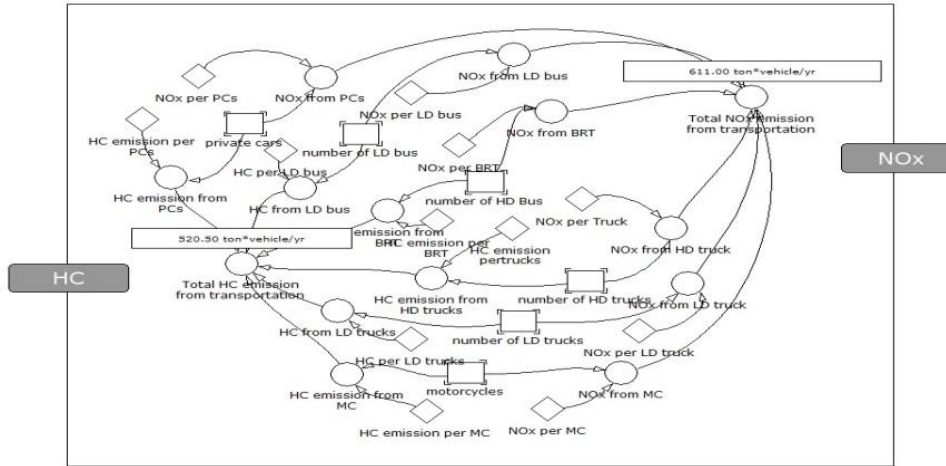 611.00 ton*vehicle/yr
NOx from LD bus
NOx per PCs
NOx from PCs
NOx per LD bus
Total NOx emission
from transportation
NOx from BRT
HC emission per
PCs
private cars
number of LD bus
NOx
NOx per BRT
HC per LD bus
HC emission from
PCs
HC from LD bus
number of HD Bus
NOx per Truck
520.50 ton*vehicle/yr
emission from
BRT
HC emission per
BRT
HC emission
pertrucks
NOx from HD truck
HC
Total HC emission
from transportation
HC emission from
HD trucks
number of HD trucks
NOx from LD truck
HC from LD trucks
number of LD trucks
NOx per LD truck
HC per LD trucks
HC emission from
MC
motorcycles
NOx from MC
HC emission per MC
NOx per MC